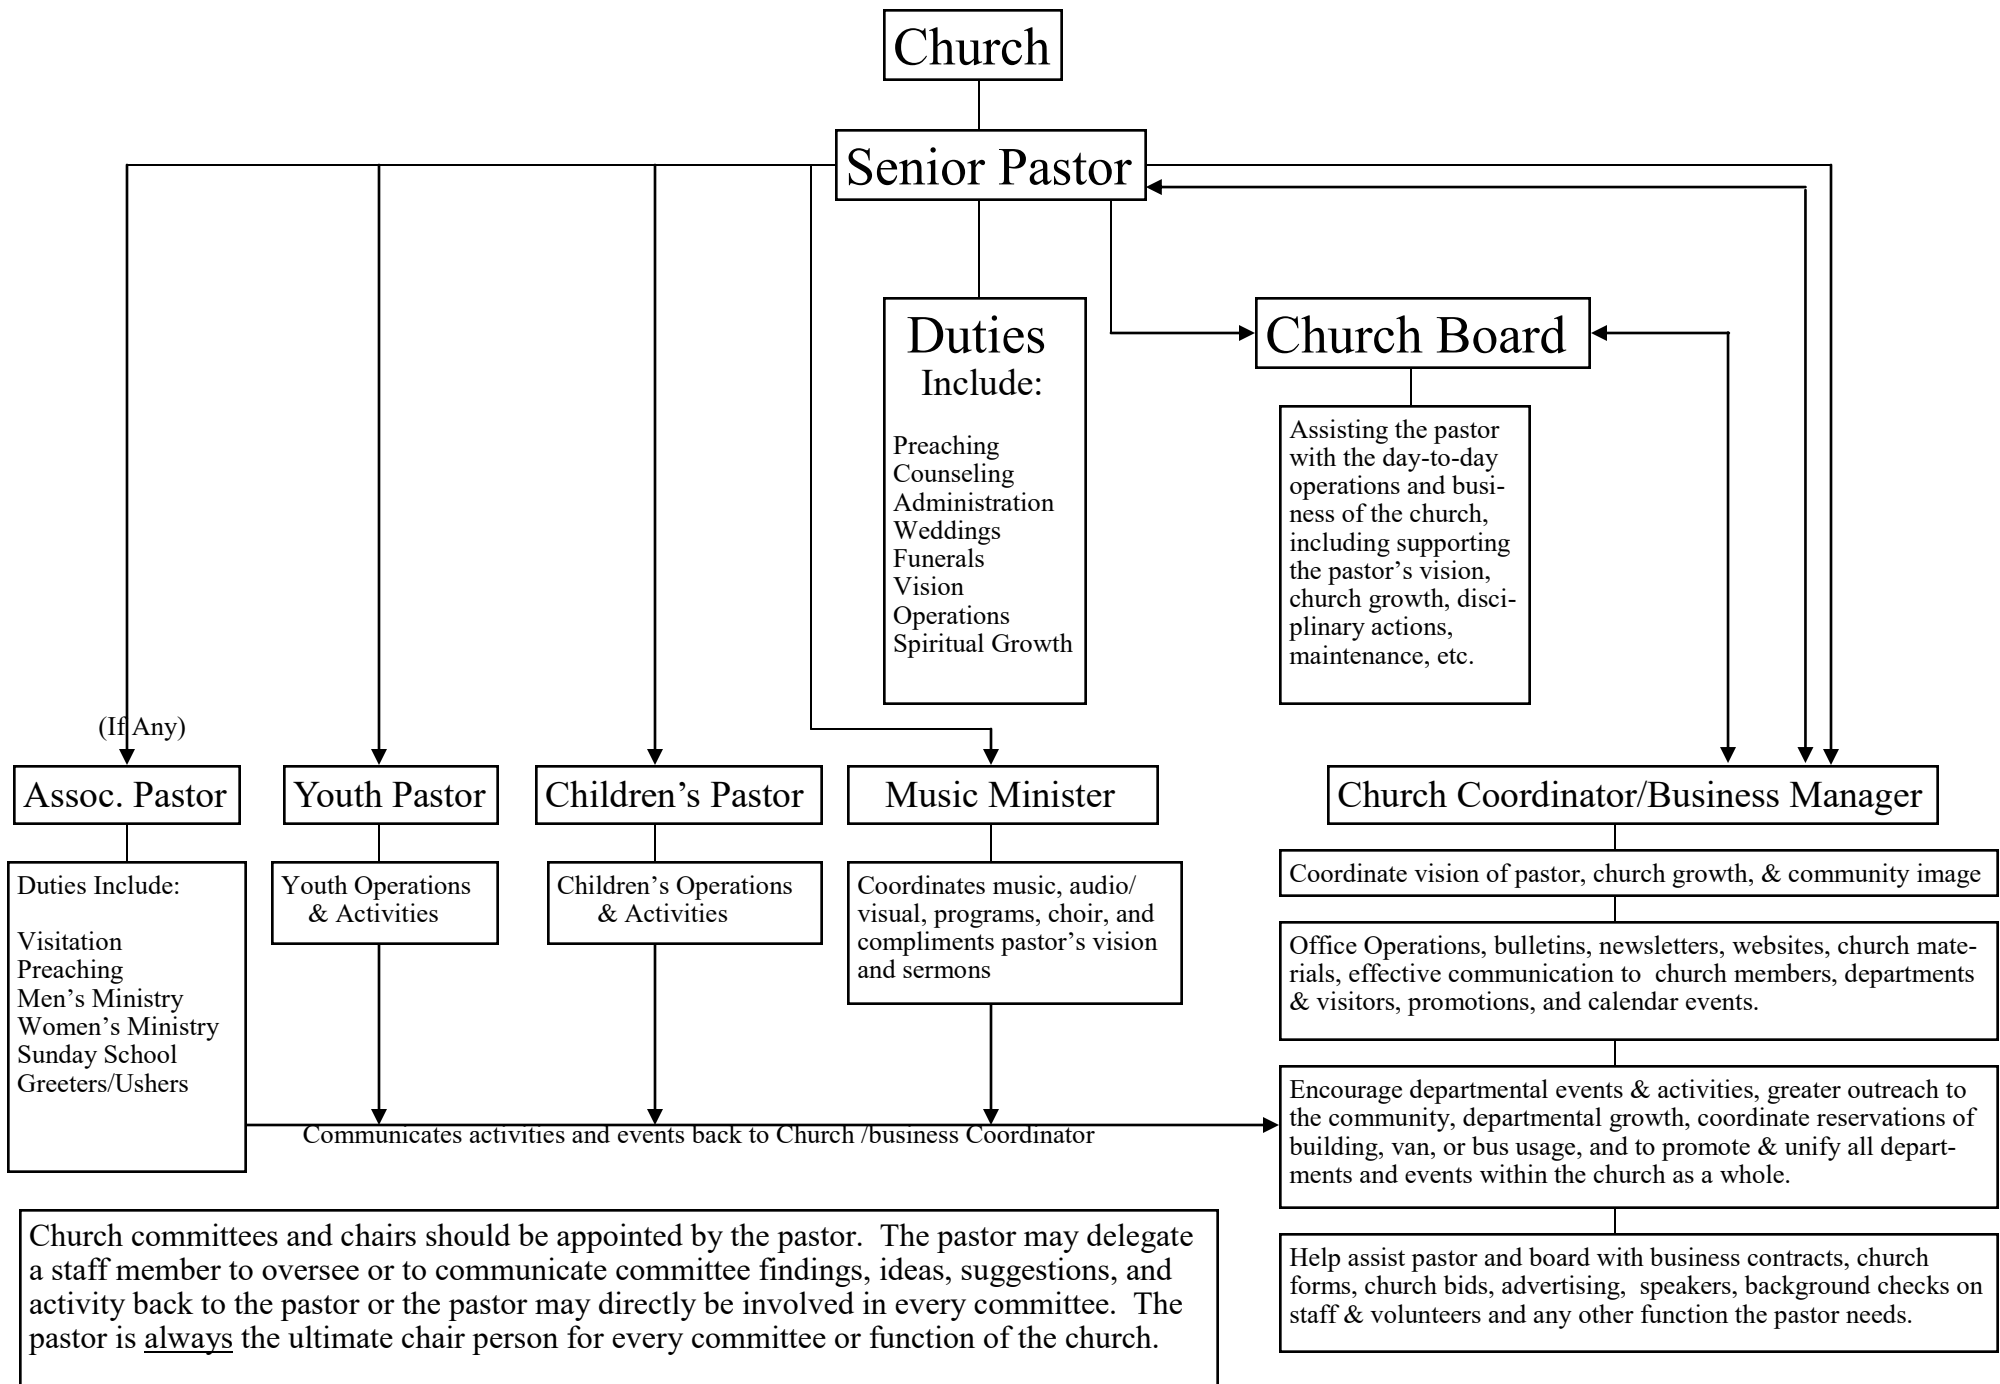 Church
Senior Pastor
Duties
Include:
Preaching
Counseling
Administration
Weddings
Funerals
Vision
Operations
Spiritual Growth
Church Board
Assisting the pastor
with the day-to-day
operations and busi-
ness of the church,
including supporting
the pastor’s vision,
church growth, disci-
plinary actions,
maintenance, etc.
(If Any)
Assoc. Pastor
Duties Include:
Visitation
Preaching
Men’s Ministry
Women’s Ministry
Sunday School
Greeters/Ushers
Youth Pastor
Youth Operations
& Activities
Children’s Pastor
Children’s Operations
& Activities
Music Minister
Coordinates music, audio/
visual, programs, choir, and
compliments pastor’s vision
and sermons
Church Coordinator/Business Manager
Coordinate vision of pastor, church growth, & community image
Office Operations, bulletins, newsletters, websites, church mate-
rials, effective communication to church members, departments
& visitors, promotions, and calendar events.
Encourage departmental events & activities, greater outreach to
the community, departmental growth, coordinate reservations of
building, van, or bus usage, and to promote & unify all depart-
ments and events within the church as a whole.
Help assist pastor and board with business contracts, church
forms, church bids, advertising, speakers, background checks on
staff & volunteers and any other function the pastor needs.
Communicates activities and events back to Church /business Coordinator
Church committees and chairs should be appointed by the pastor. The pastor may delegate
a staff member to oversee or to communicate committee findings, ideas, suggestions, and
activity back to the pastor or the pastor may directly be involved in every committee. The
pastor is always the ultimate chair person for every committee or function of the church.